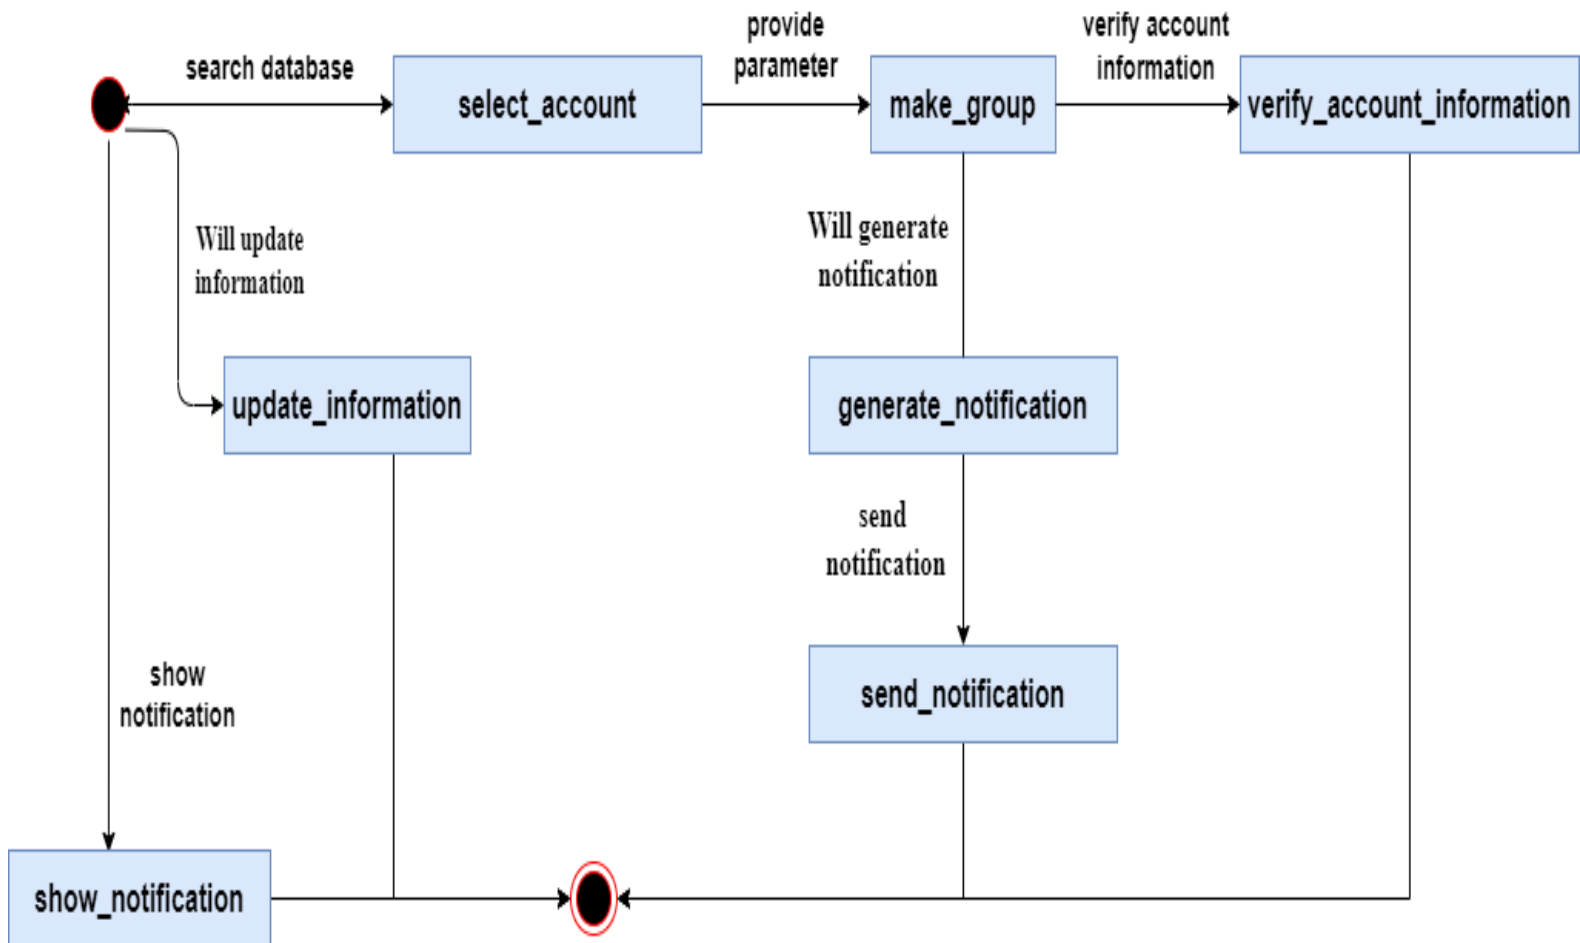 search database
select_account
provide
parameter
make_group
verify account
information
verify_account_information
Will update
information
Will generate
notification
update_information
generate_notification
send
notification
show
notification
send_notification
show_notification